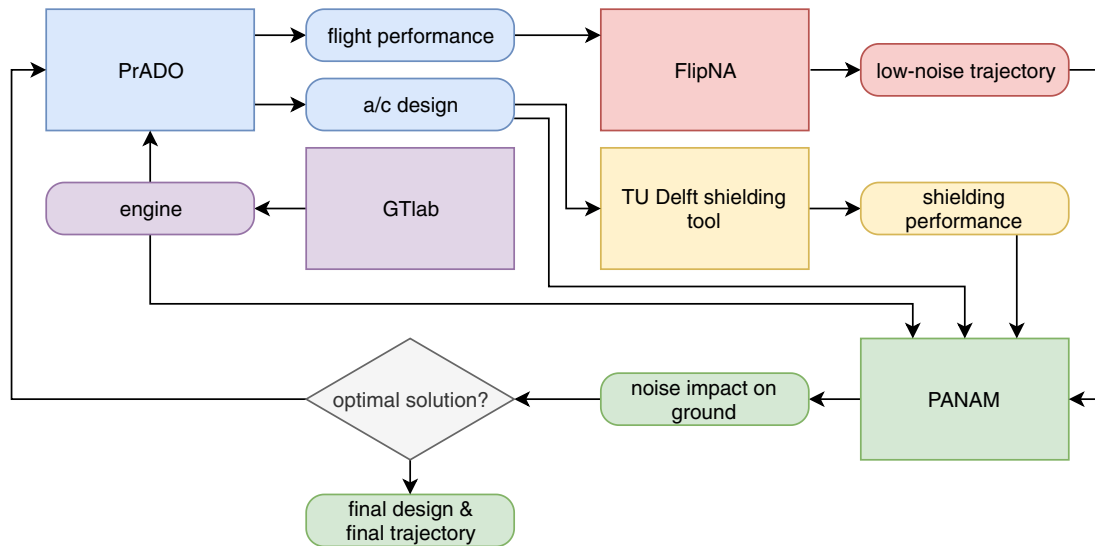 flight performance
PrADO
FlipNA
low-noise trajectory
a/c design
engine
GTlab
TU Delft shielding
tool
shielding
performance
optimal solution?
noise impact on
ground
PANAM
final design &
final trajectory